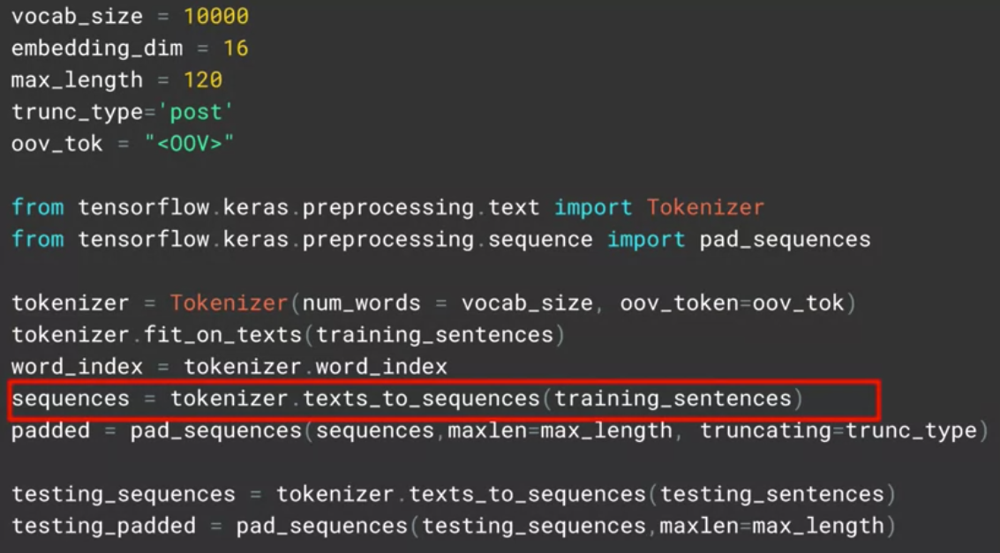 vocab_size = 10000
embedding_dim = 16
max_length = 120
trunc_type='post'
oov_tok = "<OOV>"
from tensorflow.keras.preprocessing.text import Tokenizer
from tensorflow.keras.preprocessing.sequence import pad_sequences
tokenizer = Tokenizer(num_words = vocab_size, oov_token=oov_tok)
tokenizer.fit_on_texts(training_sentences)
word_index = tokenizer.word_index
sequences = tokenizer.texts_to_sequences(training_sentences)
padded = pad_sequences(sequences,maxlen=max_length, truncating=trunc_type)
testing_sequences = tokenizer.texts_to_sequences(testing_sentences)
testing_padded = pad_sequences(testing_sequences,maxlen=max_length)